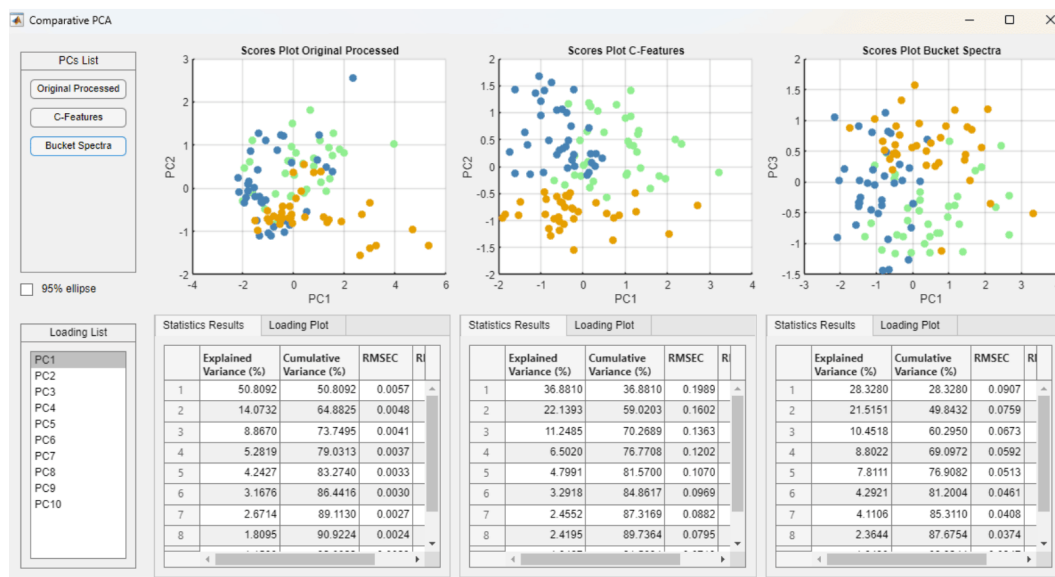 Comparative PCA
PCs List
Original Processed
C-Features
Bucket Spectra
95% ellipse
Loading List
PC1
PC2
PC3
PC4
PC5
PC6
PC7
PC8
PC9
PC10
Scores Plot Original Processed
3
2
1
0
-1
-2
PC2
-4 -2 0 2 4 6
PC1
Scores Plot C-Features
2
1.5
1
0.5
0
-0.5
-1
-1.5
-2
PC2
-2 -1 0 1 2 3 4
PC1
Scores Plot Bucket Spectra
2
1.5
1
0.5
0
-0.5
-1
-1.5
PC3
-3 -2 -1 0 1 2 3
PC1
Statistics Results Loading Plot
Explained Variance (%) Cumulative Variance (%) RMSEC
1 50.8092 50.8092 0.0057
2 14.0732 64.8825 0.0048
3 8.8670 73.7495 0.0041
4 5.2819 79.0313 0.0037
5 4.2427 83.2740 0.0033
6 3.1676 86.4416 0.0030
7 2.6714 89.1130 0.0027
8 1.8095 90.9224 0.0024
Statistics Results Loading Plot
Explained Variance (%) Cumulative Variance (%) RMSEC
1 36.8810 36.8810 0.1989
2 22.1393 59.0203 0.1602
3 11.2485 70.2689 0.1363
4 6.5020 76.7708 0.1202
5 4.7991 81.5700 0.1070
6 3.2918 84.8617 0.0969
7 2.4552 87.3169 0.0882
8 2.4195 89.7364 0.0795
Statistics Results Loading Plot
Explained Variance (%) Cumulative Variance (%) RMSEC
1 28.3280 28.3280 0.0907
2 21.5151 49.8432 0.0759
3 10.4518 60.2950 0.0673
4 8.8022 69.0972 0.0592
5 7.8111 76.9082 0.0513
6 4.2921 81.2004 0.0461
7 4.1106 85.3110 0.0408
8 2.3644 87.6754 0.0374